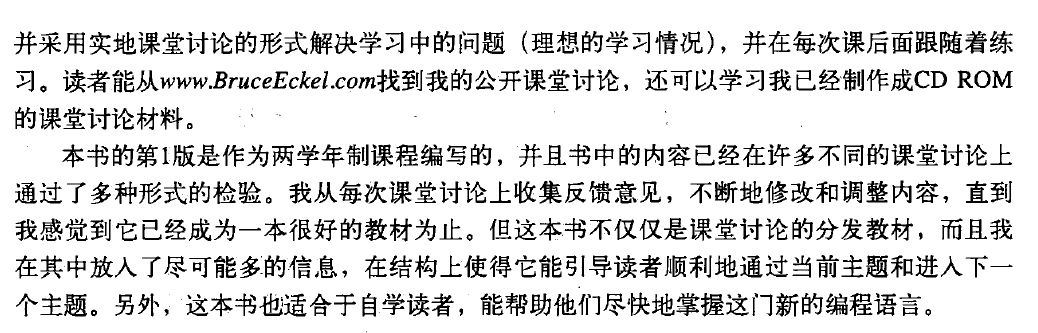 并采用实地课堂讨论的形式解决学习中的问题（理想的学习情况），并在每次课后面跟随着练
习。读者能从www.BruceEckel.com找到我的公开课堂讨论，还可以学习我已经制作成CD ROM
的课堂讨论材料。
本书的第1版是作为两学年制课程编写的，并且书中的内容已经在许多不同的课堂讨论上
通过了多种形式的检验。我从每次课堂讨论上收集反馈意见，不断地修改和调整内容，直到
我感觉到它已经成为一本很好的教材为止。但这本书不仅仅是课堂讨论的分发教材，而且我
在其中放入了尽可能多的信息，在结构上使得它能引导读者顺利地通过当前主题和进入下一
个主题。另外，这本书也适合于自学读者，能帮助他们尽快地掌握这门新的编程语言。